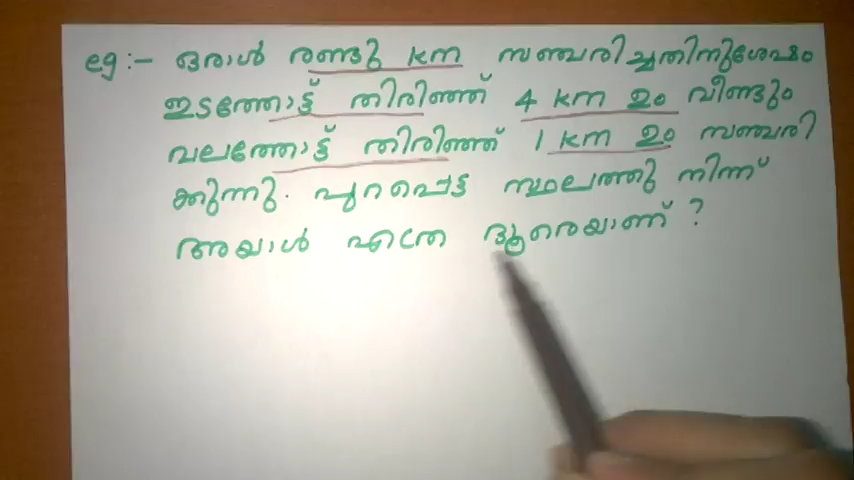 eg:- ഒരാൾ രണ്ടു km സഞ്ചരിച്ചതിനുശേഷം
ഇടത്തോട്ട് തിരിഞ്ഞ് 4 km ഉം വീണ്ടും
വലത്തോട്ട് തിരിഞ്ഞ് 1 km ഉം സഞ്ചരി
ക്കുന്നു. പുറപ്പെട്ട സ്ഥലത്തു നിന്ന്
അയാൾ എത്ര ദൂരെയാണ് ?